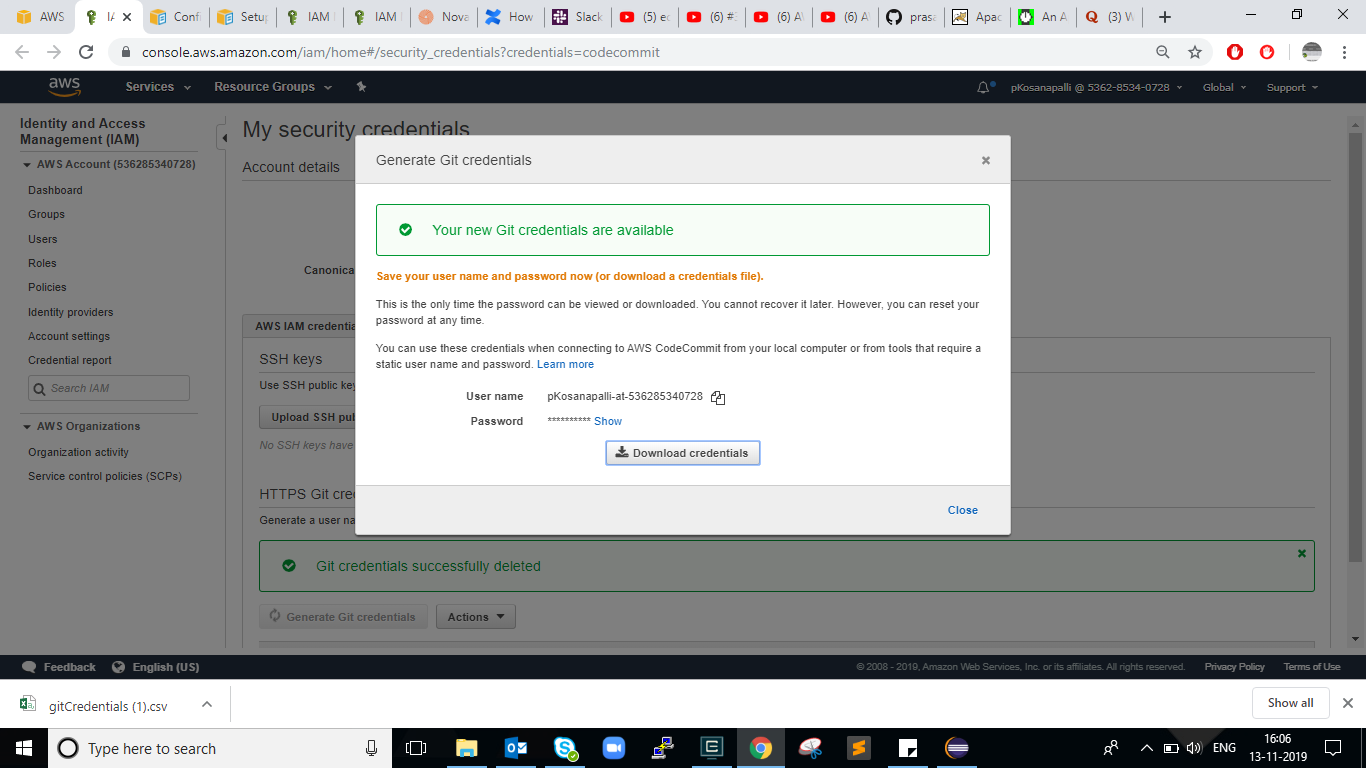 AWS
IA
Confi
Setup
IAM
IAM
Nova
How
Slack
(5) ec
(6) #3
(6) A
(6) A
prasa
Apac
An A
(3) W
console.aws.amazon.com/iam/home#/security_credentials?credentials=codecommit
aws
Services
Resource Groups
pKosanapalli @ 5362-8534-0728
Global
Support
Identity and Access
Management (IAM)
AWS Account (536285340728)
Dashboard
Groups
Users
Roles
Policies
Identity providers
Account settings
Credential report
Search IAM
AWS Organizations
Organization activity
Service control policies (SCPs)
My security credentials
Account details
Canonica
AWS IAM credentia
SSH keys
Use SSH public key
Upload SSH pub
No SSH keys have
HTTPS Git cre
Generate a user na
Generate Git credentials
Your new Git credentials are available
Save your user name and password now (or download a credentials file).
This is the only time the password can be viewed or downloaded. You cannot recover it later. However, you can reset your
password at any time.
You can use these credentials when connecting to AWS CodeCommit from your local computer or from tools that require a
static user name and password. Learn more
User name pKosanapalli-at-536285340728
Password ********** Show
Download credentials
Close
Git credentials successfully deleted
Generate Git credentials
Actions
Feedback
English (US)
© 2008 - 2019, Amazon Web Services, Inc. or its affiliates. All rights reserved.
Privacy Policy
Terms of Use
gitCredentials (1).csv
Show all
Type here to search
ENG
16:06
13-11-2019